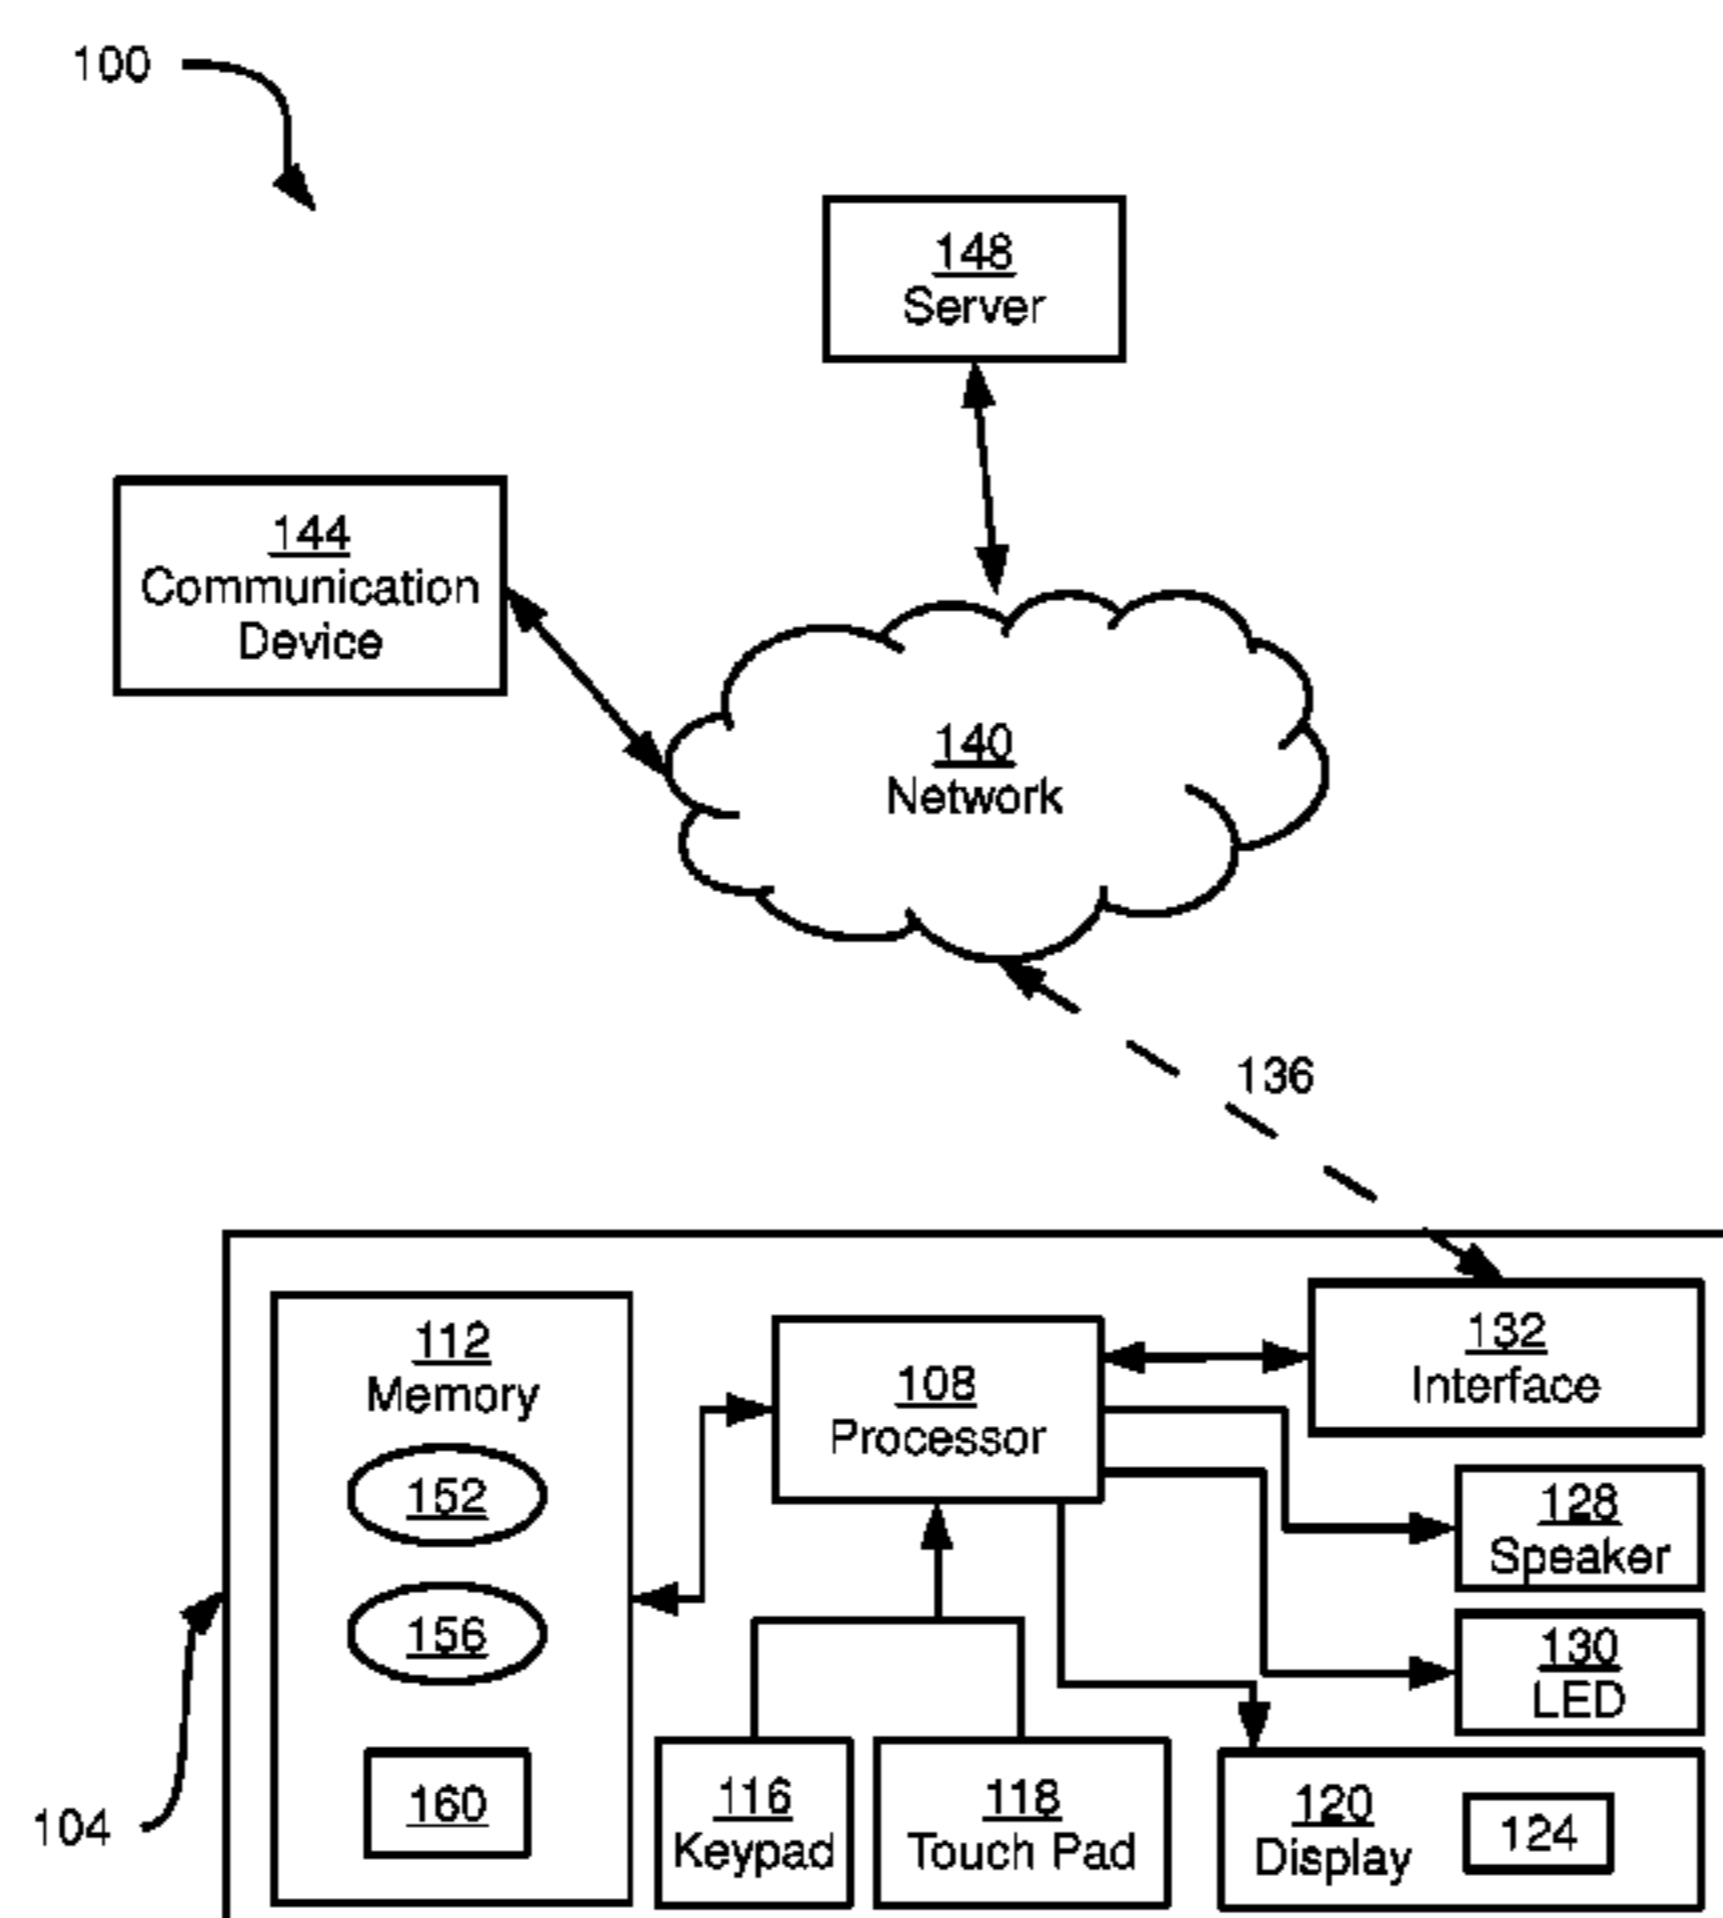 100
148
Server
144
Communication
Device
140
Network
136
112
Memory
152
156
160
108
Processor
132
Interface
128
Speaker
130
LED
116
Keypad
118
Touch Pad
120
Display
124
104